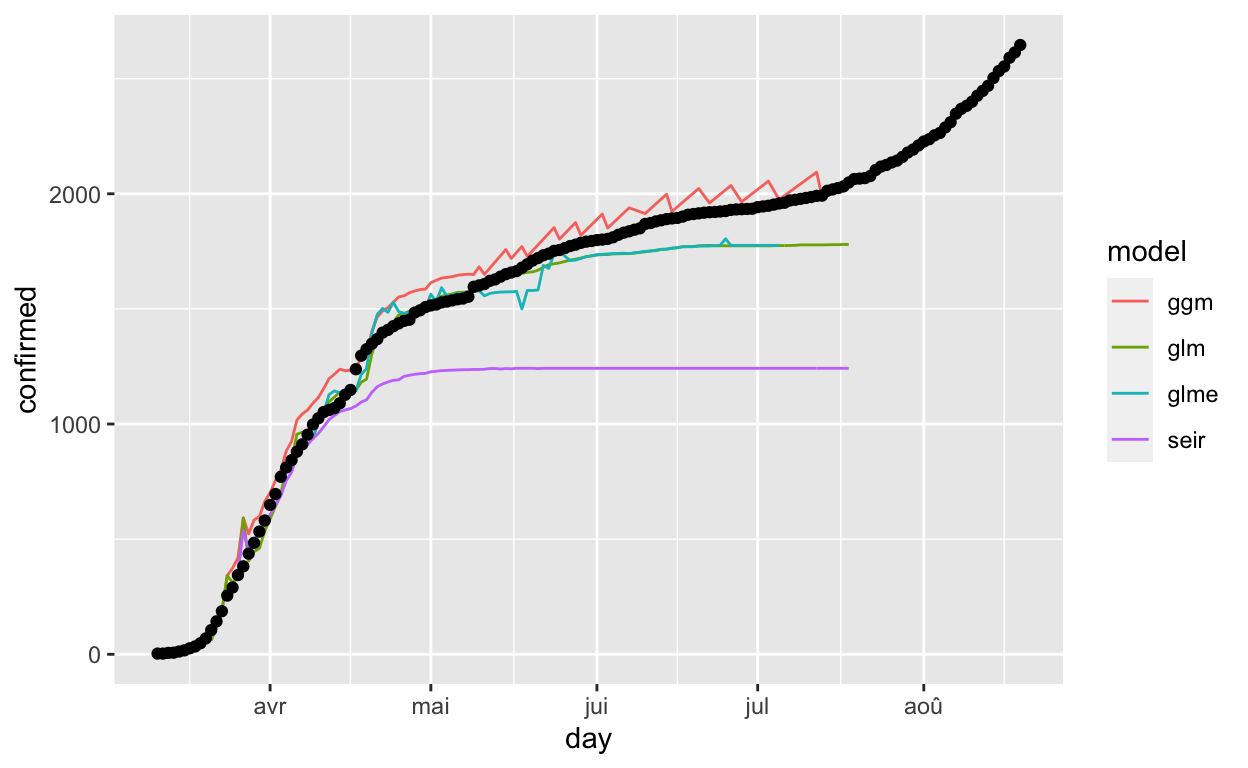 confirmed
2000
1000
0
avr
mai
jui
jul
aoû
day
model
ggm
glm
glme
seir